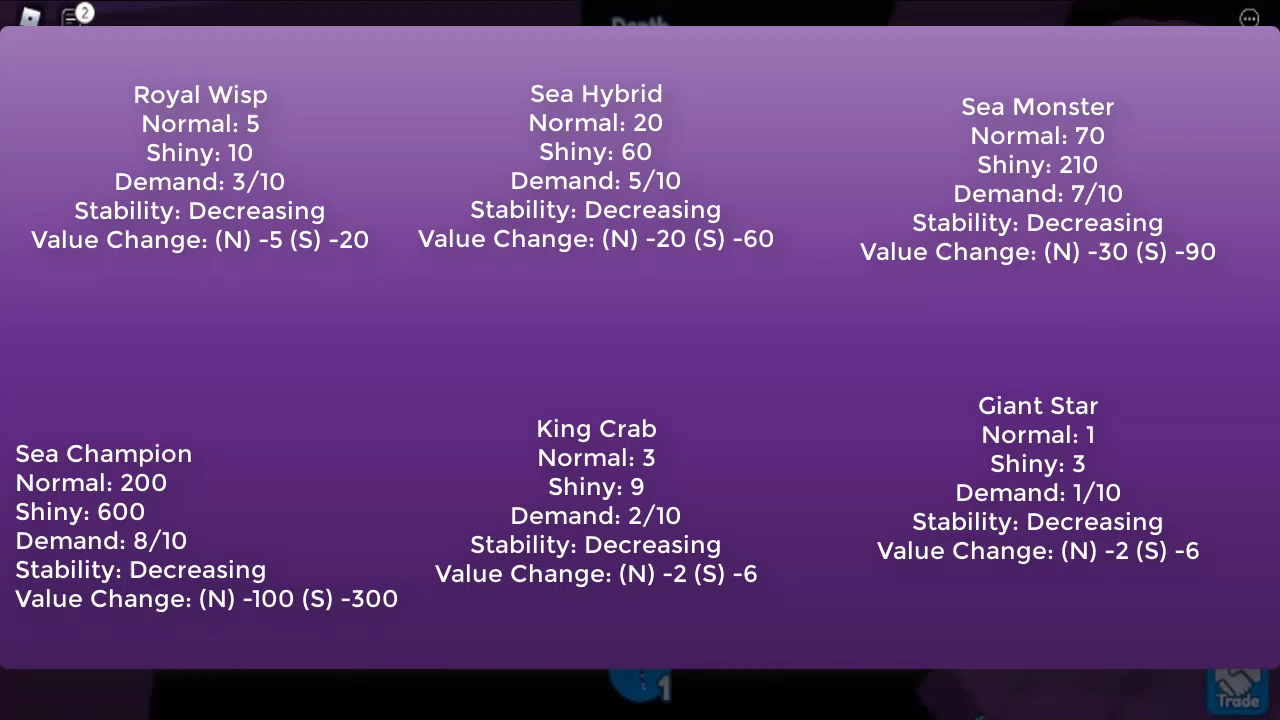 2
Depth
Royal Wisp
Normal: 5
Shiny: 10
Demand: 3/10
Stability: Decreasing
Value Change: (N) -5 (S) -20
Sea Hybrid
Normal: 20
Shiny: 60
Demand: 5/10
Stability: Decreasing
Value Change: (N) -20 (S) -60
Sea Monster
Normal: 70
Shiny: 210
Demand: 7/10
Stability: Decreasing
Value Change: (N) -30 (S) -90
Sea Champion
Normal: 200
Shiny: 600
Demand: 8/10
Stability: Decreasing
Value Change: (N) -100 (S) -300
King Crab
Normal: 3
Shiny: 9
Demand: 2/10
Stability: Decreasing
Value Change: (N) -2 (S) -6
Giant Star
Normal: 1
Shiny: 3
Demand: 1/10
Stability: Decreasing
Value Change: (N) -2 (S) -6
1
Trade